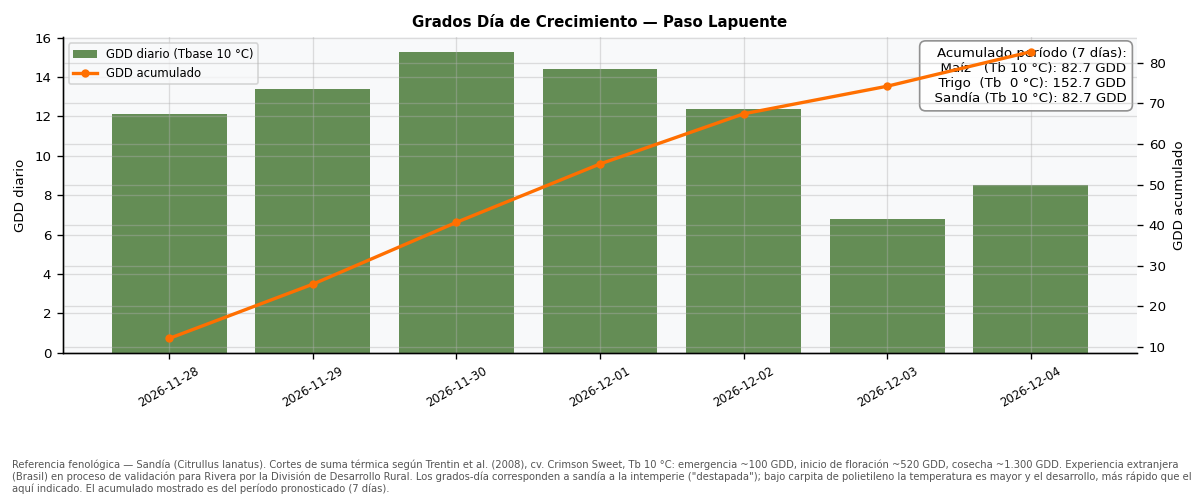 Grados Día de Crecimiento — Paso Lapuente
GDD diario (Tbase 10 °C)
GDD acumulado
Acumulado período (7 días):
Maíz (Tb 10 °C): 82.7 GDD
Trigo (Tb 0 °C): 152.7 GDD
Sandía (Tb 10 °C): 82.7 GDD
GDD diario
16
14
12
10
8
6
4
2
0
GDD acumulado
80
70
60
50
40
30
20
10
2026-11-28
2026-11-29
2026-11-30
2026-12-01
2026-12-02
2026-12-03
2026-12-04
Referencia fenológica — Sandía (Citrullus lanatus). Cortes de suma térmica según Trentin et al. (2008), cv. Crimson Sweet, Tb 10 °C: emergencia ~100 GDD, inicio de floración ~520 GDD, cosecha ~1.300 GDD. Experiencia extranjera
(Brasil) en proceso de validación para Rivera por la División de Desarrollo Rural. Los grados-día corresponden a sandía a la intemperie ("destapada"); bajo carpita de polietileno la temperatura es mayor y el desarrollo, más rápido que el
aquí indicado. El acumulado mostrado es del período pronosticado (7 días).